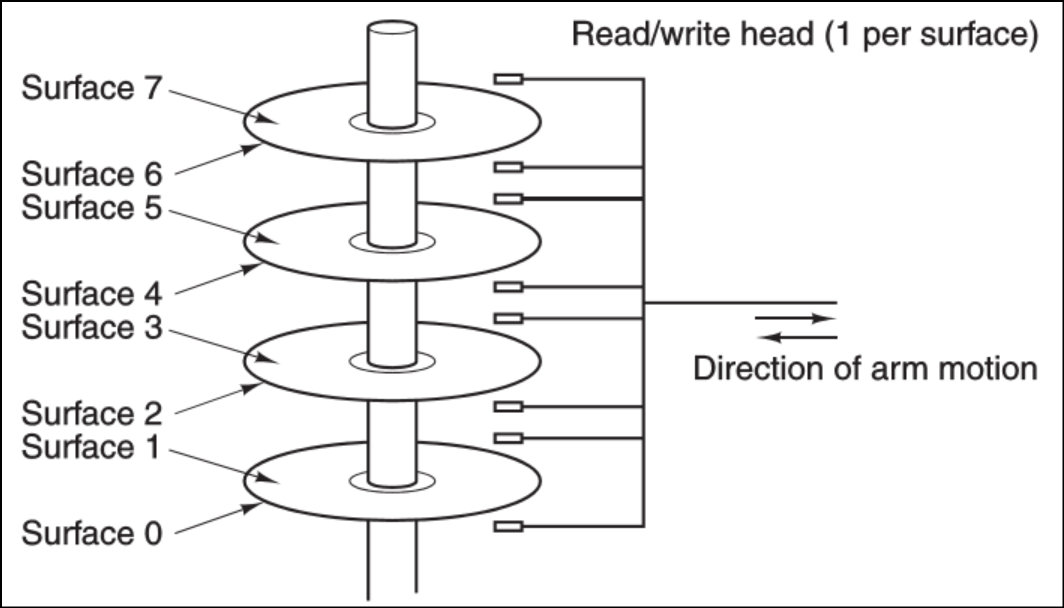 Read/write head (1 per surface)
Surface 7
Surface 6
Surface 5
Surface 4
Surface 3
Direction of arm motion
Surface 2
Surface 1
Surface 0